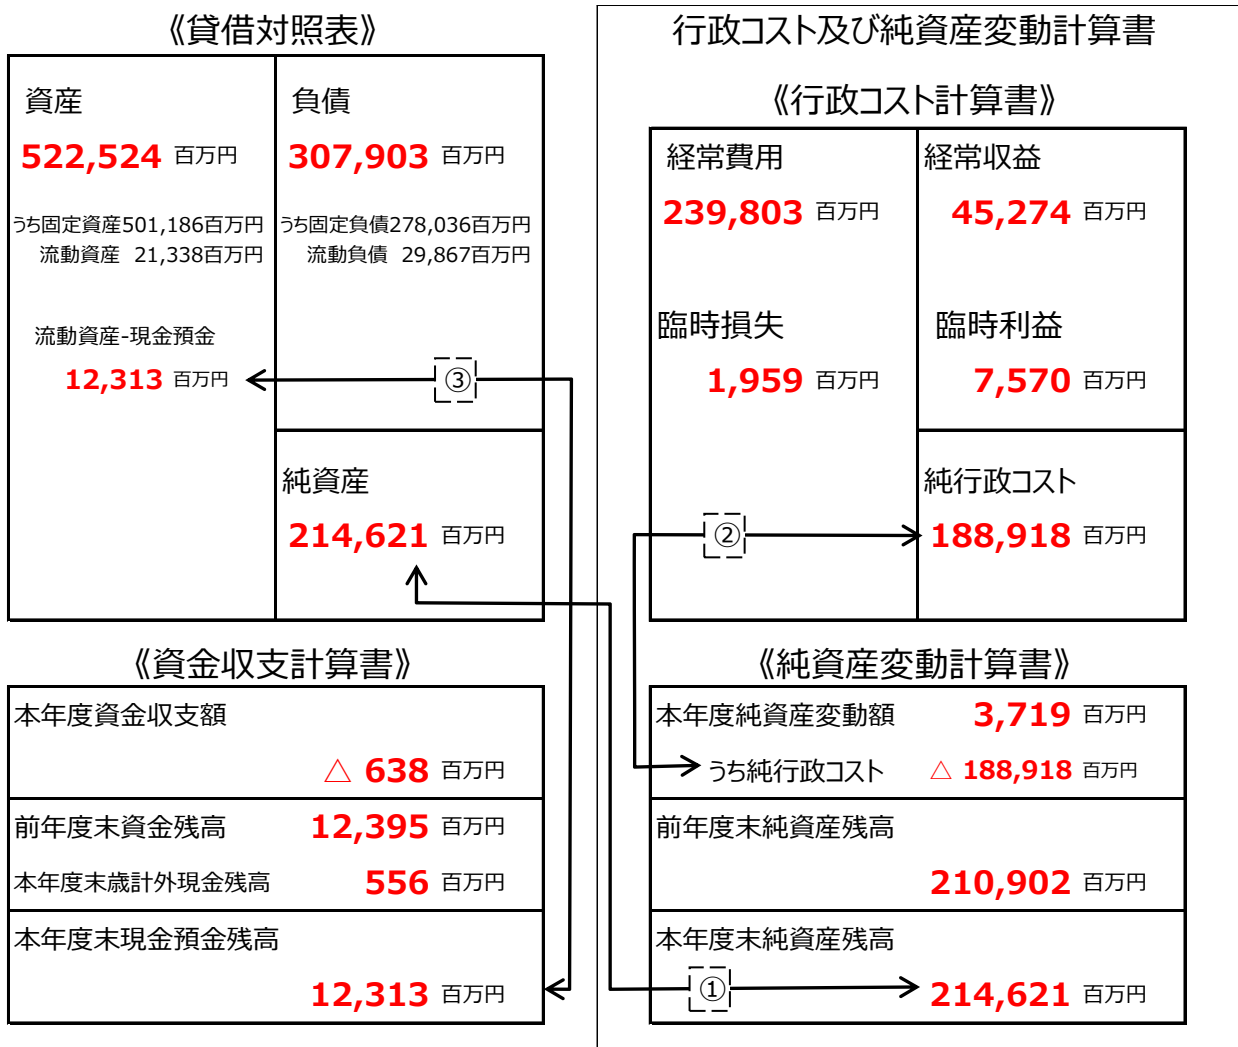 《貸借対照表》
資産
522,524 百万円
うち固定資産501,186百万円
流動資産 21,338百万円
流動資産-現金預金
12,313 百万円
負債
307,903 百万円
うち固定負債278,036百万円
流動負債 29,867百万円
③
純資産
214,621 百万円
《資金収支計算書》
本年度資金収支額
△ 638 百万円
前年度末資金残高 12,395 百万円
本年度末歳計外現金残高 556 百万円
本年度末現金預金残高
12,313 百万円
行政コスト及び純資産変動計算書
《行政コスト計算書》
経常費用
239,803 百万円
臨時損失
1,959 百万円
経常収益
45,274 百万円
臨時利益
7,570 百万円
②
純行政コスト
188,918 百万円
《純資産変動計算書》
本年度純資産変動額 3,719 百万円
うち純行政コスト △ 188,918 百万円
前年度末純資産残高
210,902 百万円
本年度末純資産残高
① 214,621 百万円